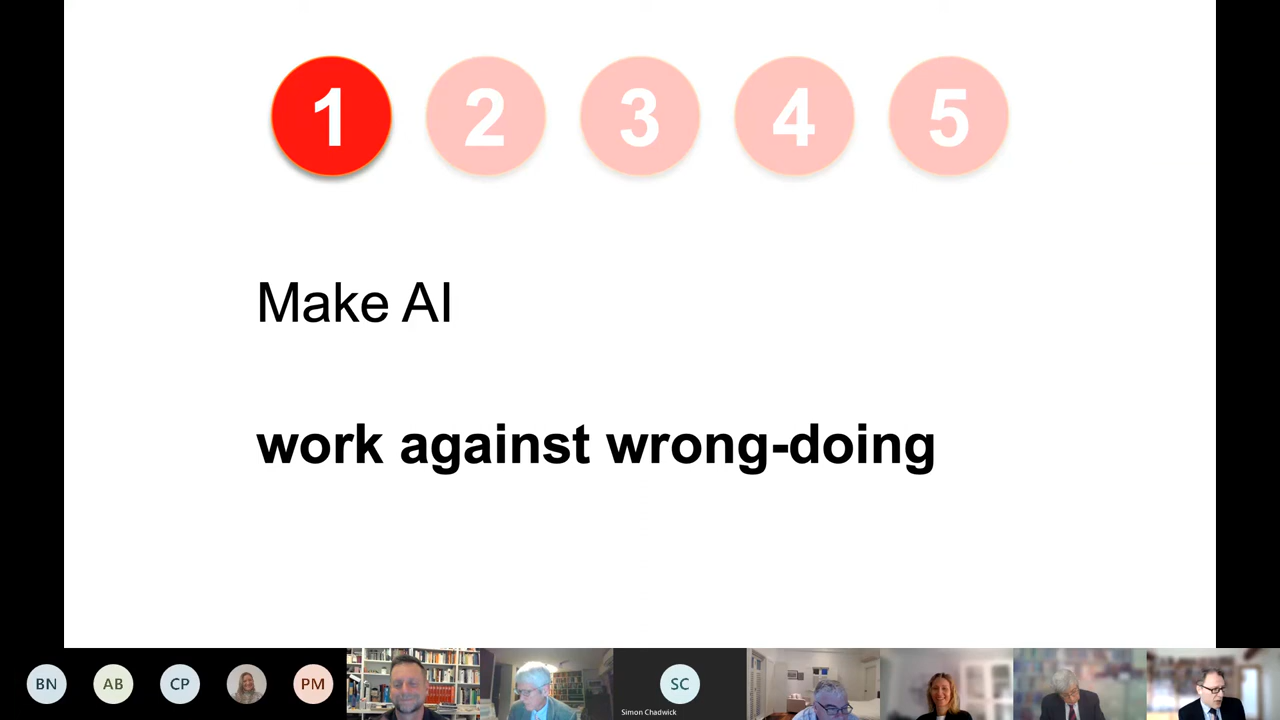 1 2 3 4 5
Make AI
work against wrong-doing
BN AB CP PM SC
Simon Chadwick